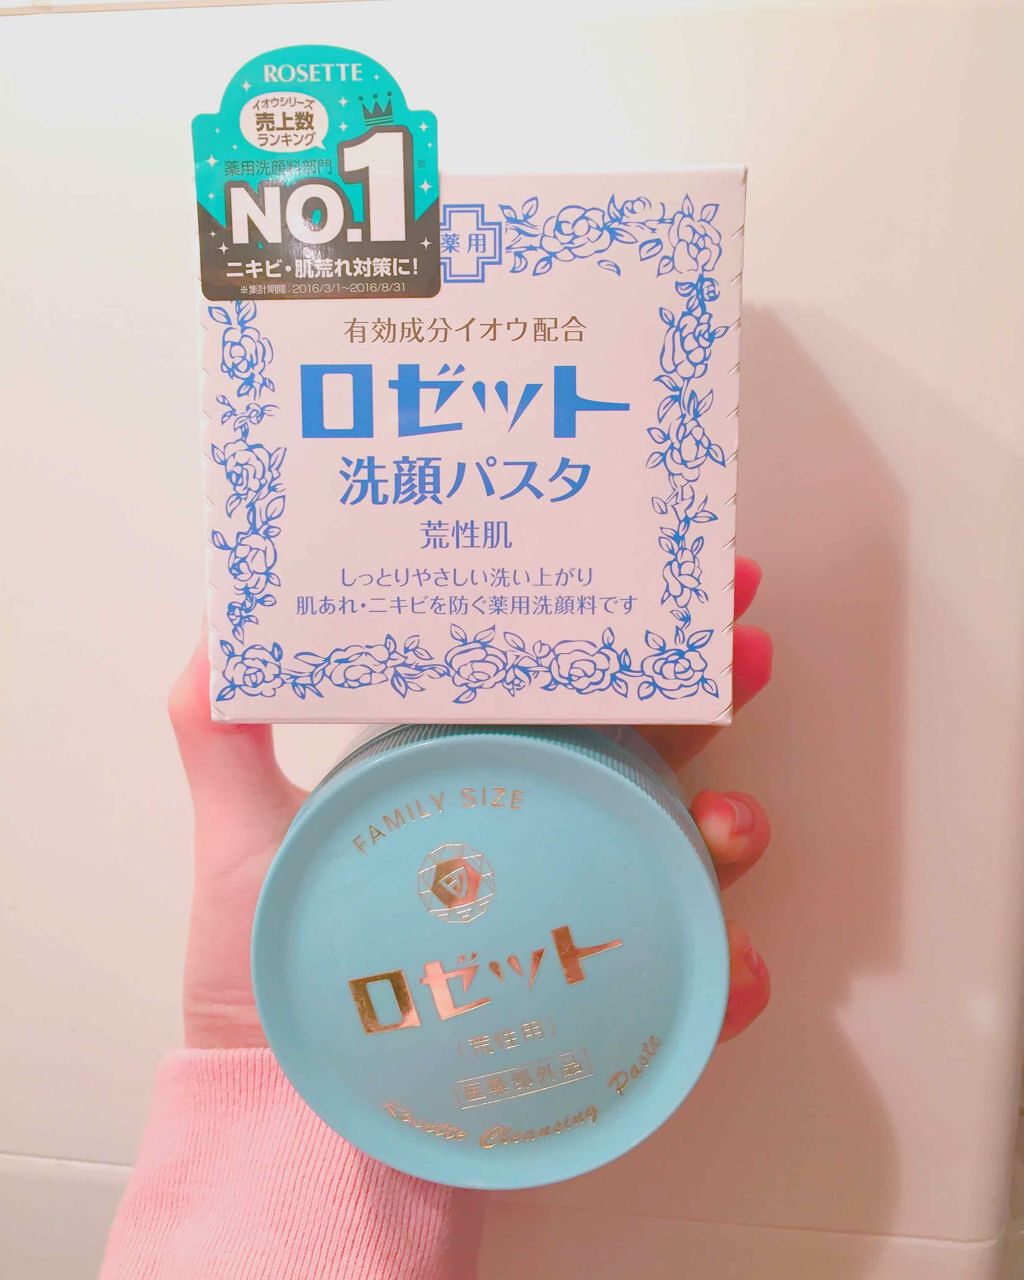 ROSETTE
イオウシリーズ
売上数
ランキング
薬用洗顔料部門
NO.1※
ニキビ・肌荒れ対策に!
※集計期間:2016/3/1~2016/8/31
薬用
有効成分イオウ配合
ロゼット
洗顔パスタ
荒性肌
しっとりやさしい洗い上がり
肌あれ・ニキビを防ぐ薬用洗顔料です
FAMILY SIZE
ロゼット
(荒性用)
医薬部外品
Rosette Cleansing Paste